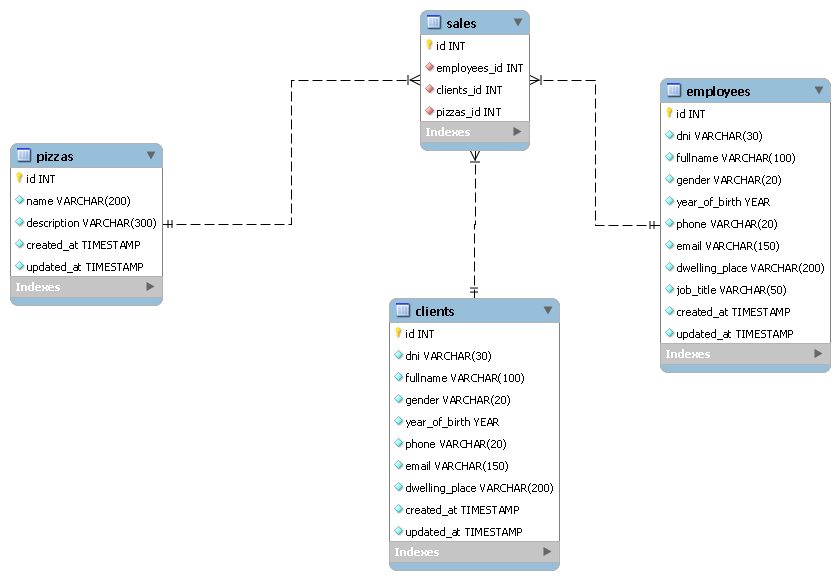 sales
id INT
employees_id INT
clients_id INT
pizzas_id INT
Indexes
pizzas
id INT
name VARCHAR(200)
description VARCHAR(300)
created_at TIMESTAMP
updated_at TIMESTAMP
Indexes
employees
id INT
dni VARCHAR(30)
fullname VARCHAR(100)
gender VARCHAR(20)
year_of_birth YEAR
phone VARCHAR(20)
email VARCHAR(150)
dwelling_place VARCHAR(200)
job_title VARCHAR(50)
created_at TIMESTAMP
updated_at TIMESTAMP
Indexes
clients
id INT
dni VARCHAR(30)
fullname VARCHAR(100)
gender VARCHAR(20)
year_of_birth YEAR
phone VARCHAR(20)
email VARCHAR(150)
dwelling_place VARCHAR(200)
created_at TIMESTAMP
updated_at TIMESTAMP
Indexes